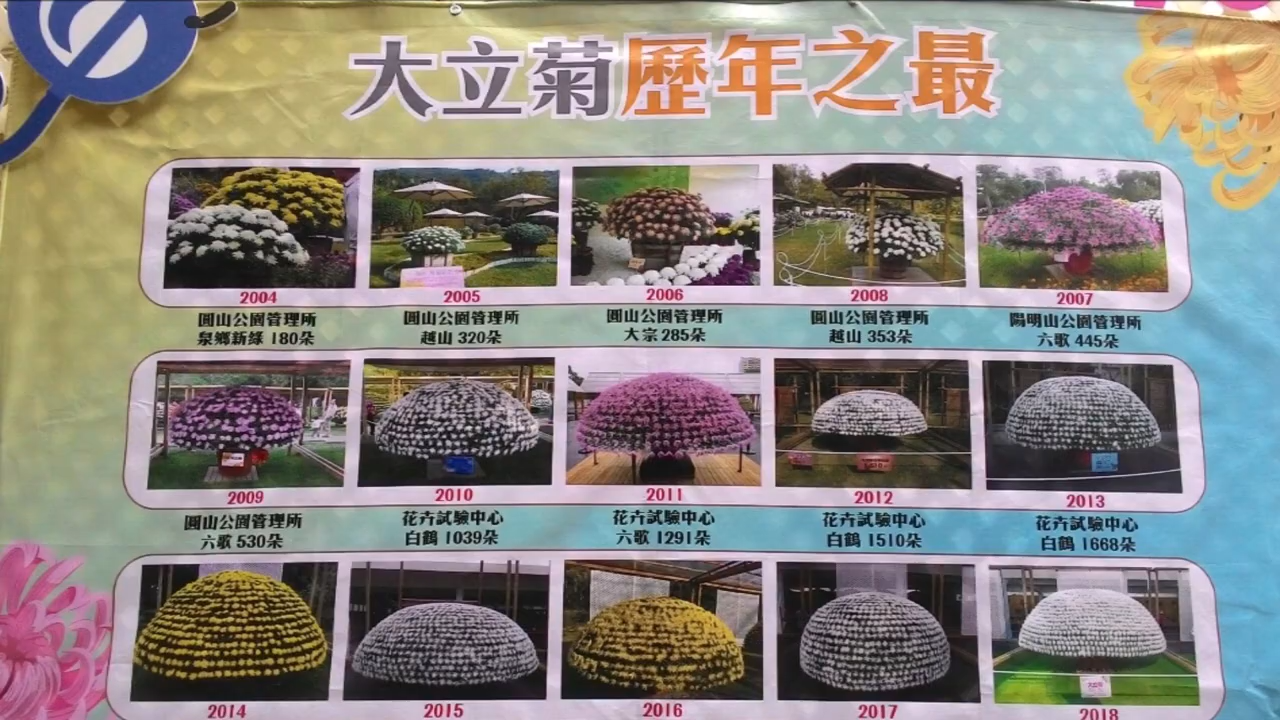 大立菊歷年之最
2004
2005
2006
2008
2007
圓山公園管理所
泉鄉新綠 180朵
圓山公園管理所
越山 320朵
圓山公園管理所
大宗 285朵
圓山公園管理所
越山 353朵
陽明山公園管理所
六歌 445朵
2009
2010
2011
2012
2013
圓山公園管理所
六歌 530朵
花卉試驗中心
白鶴 1039朵
花卉試驗中心
六歌 1291朵
花卉試驗中心
白鶴 1510朵
花卉試驗中心
白鶴 1668朵
2014
2015
2016
2017
2018